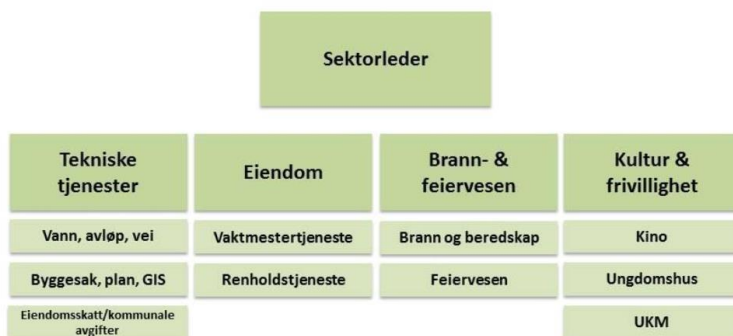 Sektorleder
Tekniske
tjenester
Vann, avløp, vei
Byggesak, plan, GIS
Eiendomsskatt/kommunale
avgifter
Eiendom
Vaktmestertjeneste
Renholdstjeneste
Brann- &
feiervesen
Brann og beredskap
Feiervesen
Kultur &
frivillighet
Kino
Ungdomshus
UKM